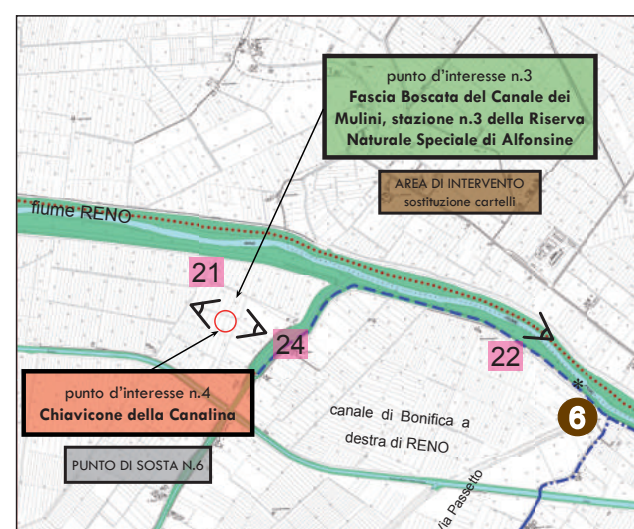 punto d'interesse n.3
Fascia Boscata del Canale dei
Mulini, stazione n.3 della Riserva
Naturale Speciale di Alfonsine
AREA DI INTERVENTO
sostituzione cartelli
fiume RENO
21
24
22
punto d'interesse n.4
Chiavicone della Canalina
PUNTO DI SOSTA N.6
canale di Bonifica a
destra di RENO
*
6
via Passetto